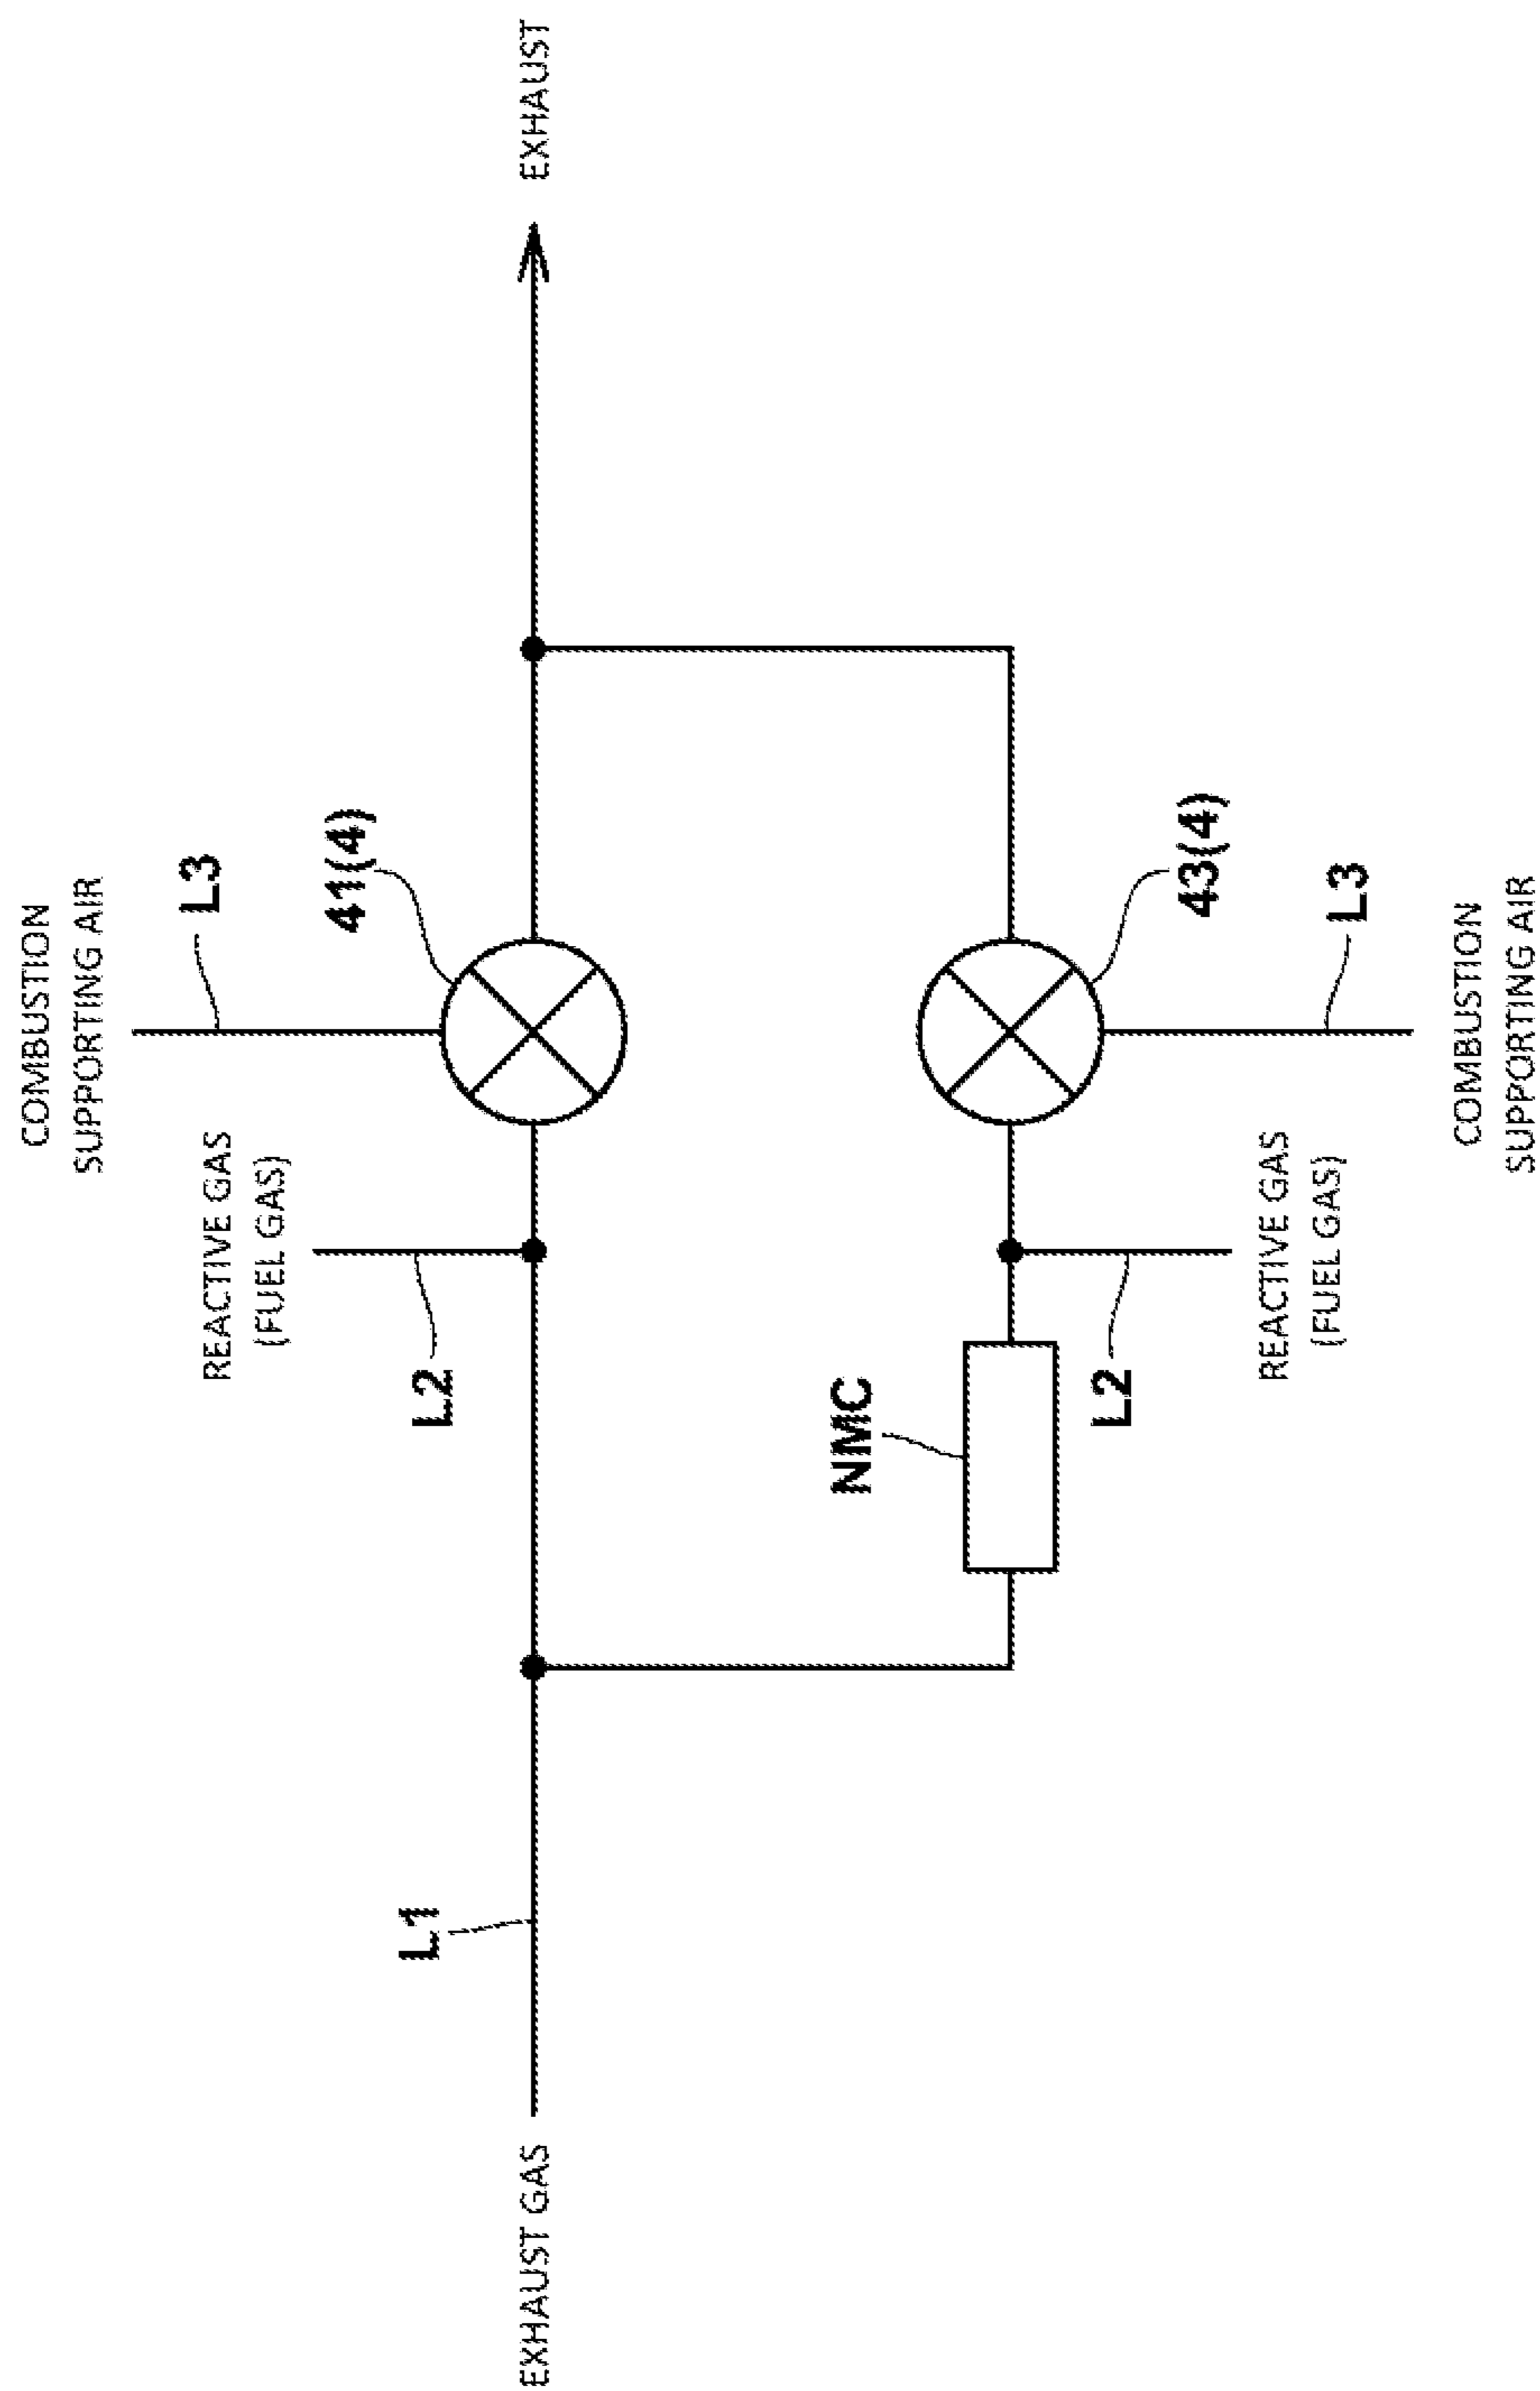 COMBUSTION
SUPPORTING AIR
L3
REACTIVE GAS
(FUEL GAS)
41(4)
L1
L2
EXHAUST GAS
EXHAUST
NMC
L2
43(4)
REACTIVE GAS
(FUEL GAS)
L3
COMBUSTION
SUPPORTING AIR